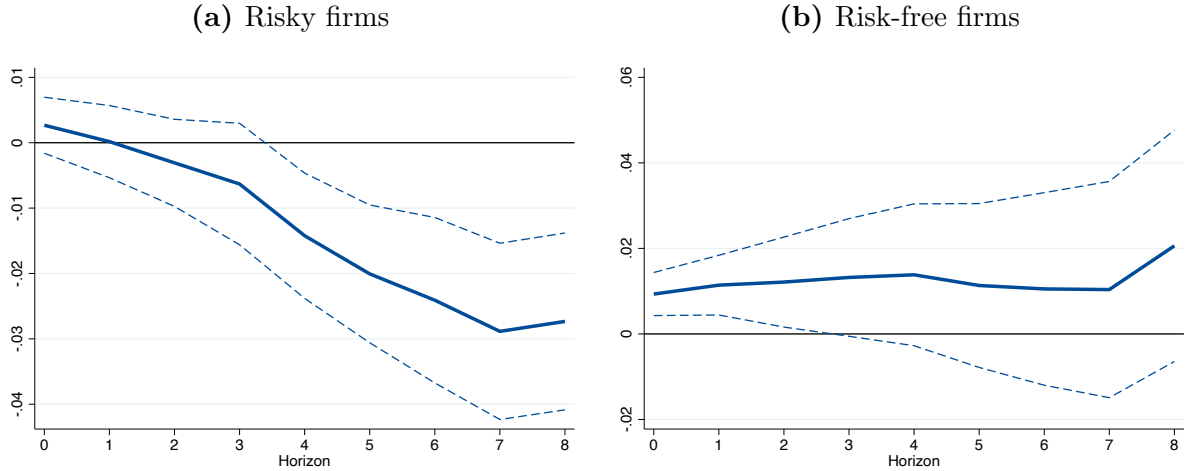 (a) Risky firms
.01
0
-.01
-.02
-.03
-.04
0 1 2 3 4 5 6 7 8
Horizon
(b) Risk-free firms
.06
.04
.02
0
-.02
0 1 2 3 4 5 6 7 8
Horizon